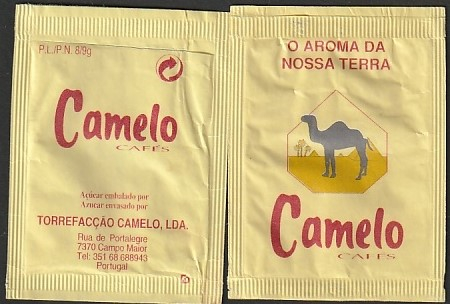 P.L./P.N. 8/9g
Camelo
CAFÉS
Açúcar embalado por
Azucar envasado por
TORREFACÇÃO CAMELO, LDA.
Rua de Portalegre
7370 Campo Maior
Tel: 351 68 688943
Portugal
O AROMA DA
NOSSA TERRA
Camelo
CAFÉS